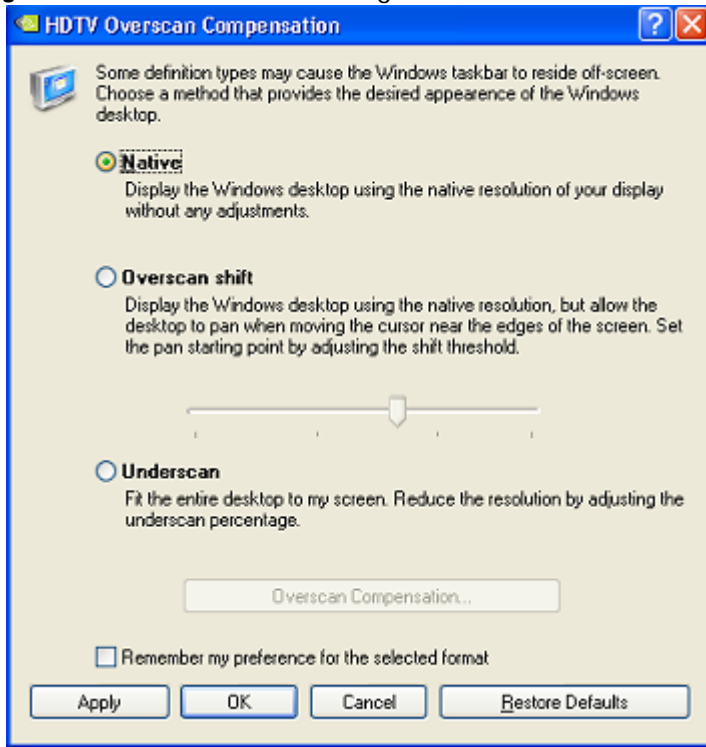 HDTV Overscan Compensation
Some definition types may cause the Windows taskbar to reside off-screen.
Choose a method that provides the desired appearence of the Windows
desktop.
Native
Display the Windows desktop using the native resolution of your display
without any adjustments.
Overscan shift
Display the Windows desktop using the native resolution, but allow the
desktop to pan when moving the cursor near the edges of the screen. Set
the pan starting point by adjusting the shift threshold.
Underscan
Fit the entire desktop to my screen. Reduce the resolution by adjusting the
underscan percentage.
Overscan Compensation...
Remember my preference for the selected format
Apply OK Cancel Restore Defaults